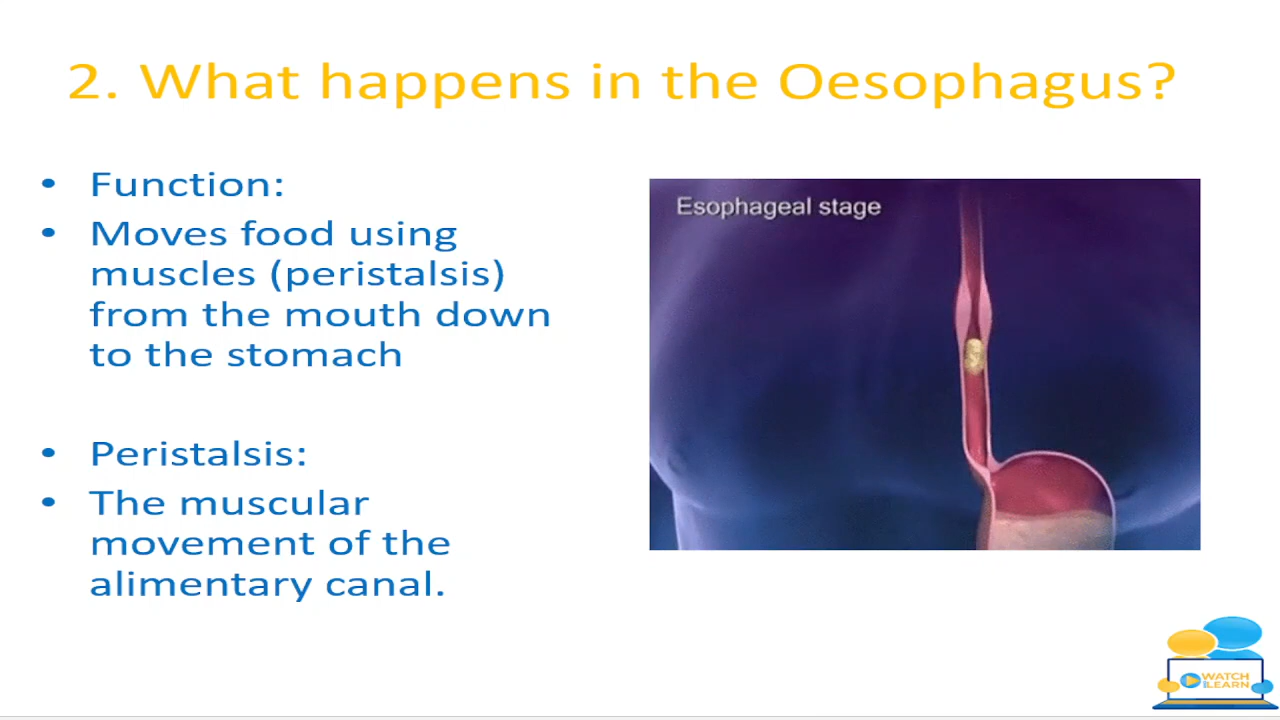 2. What happens in the Oesophagus?
• Function:
• Moves food using
muscles (peristalsis)
from the mouth down
to the stomach
• Peristalsis:
• The muscular
movement of the
alimentary canal.
Esophageal stage
WATCH
AND LEARN